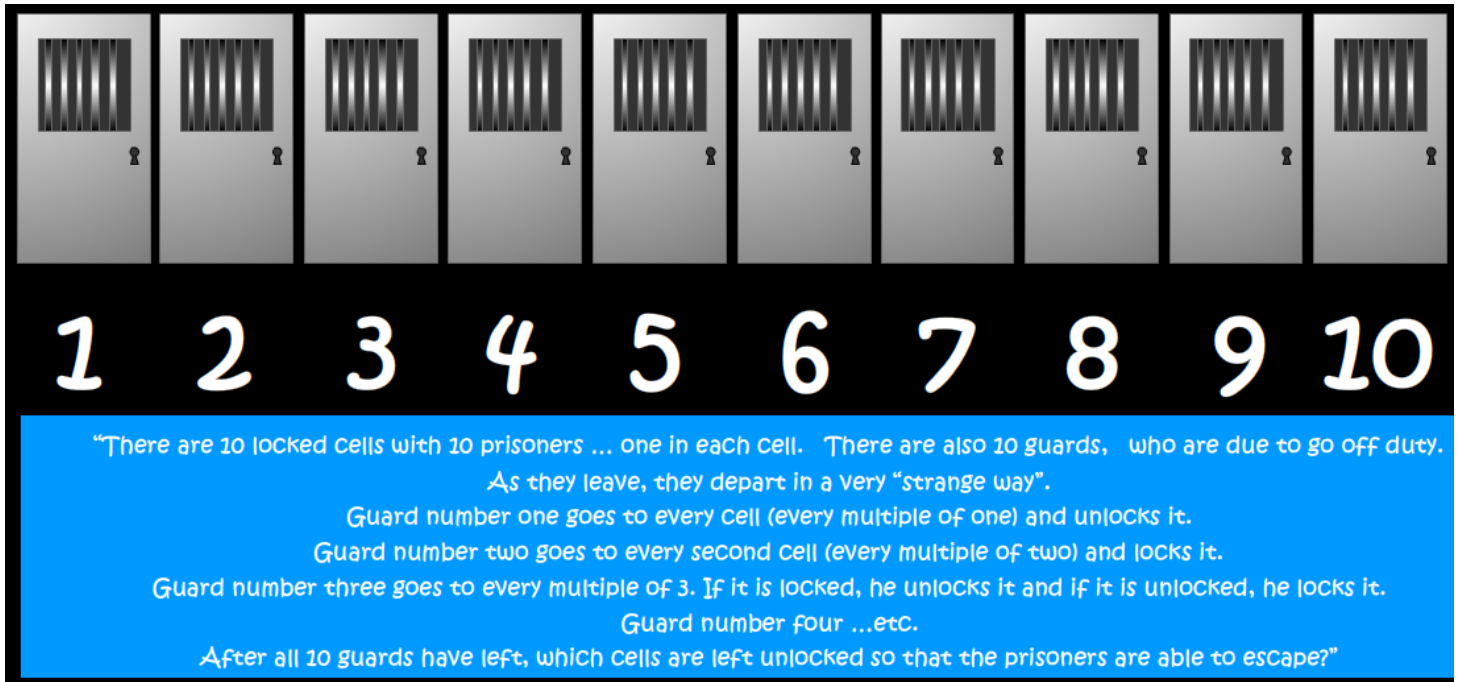 1 2 3 4 5 6 7 8 9 10
“There are 10 locked cells with 10 prisoners ... one in each cell. There are also 10 guards, who are due to go off duty.
As they leave, they depart in a very “strange way”.
Guard number one goes to every cell (every multiple of one) and unlocks it.
Guard number two goes to every second cell (every multiple of two) and locks it.
Guard number three goes to every multiple of 3. If it is locked, he unlocks it and if it is unlocked, he locks it.
Guard number four ...etc.
After all 10 guards have left, which cells are left unlocked so that the prisoners are able to escape?”